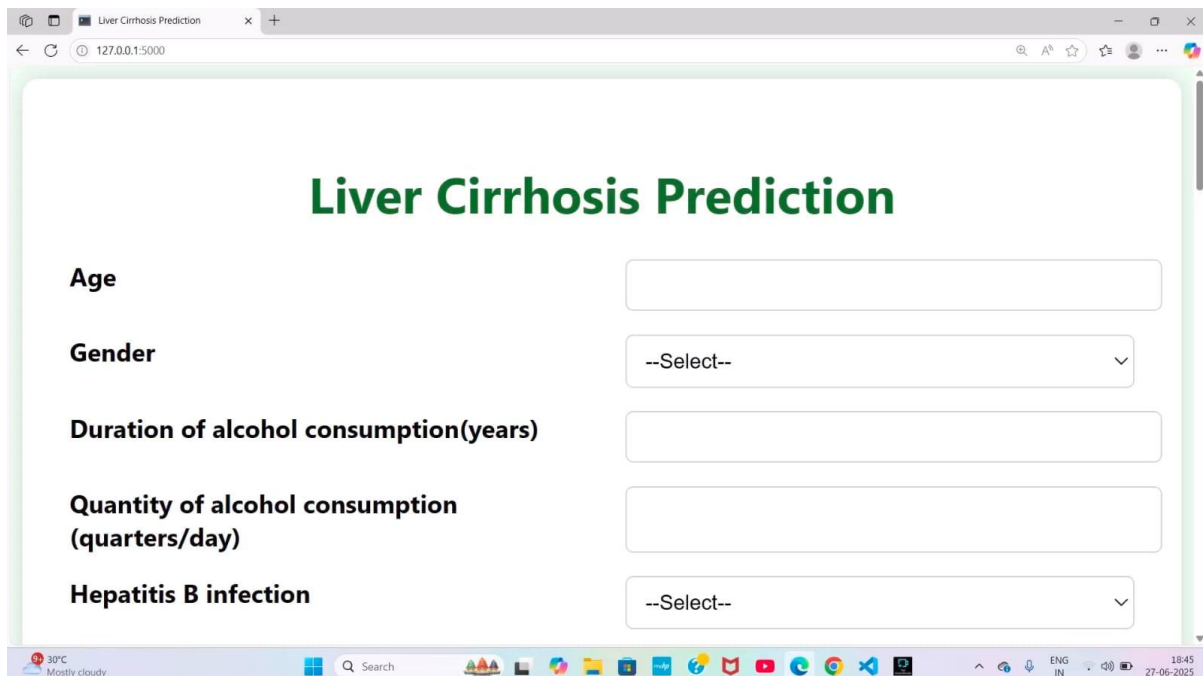 Liver Cirrhosis Prediction
127.0.0.1:5000
Liver Cirrhosis Prediction
Age
Gender
--Select--
Duration of alcohol consumption(years)
Quantity of alcohol consumption
(quarters/day)
Hepatitis B infection
--Select--
9+
30°C
Mostly cloudy
Search
ENG
IN
18:45
27-06-2025